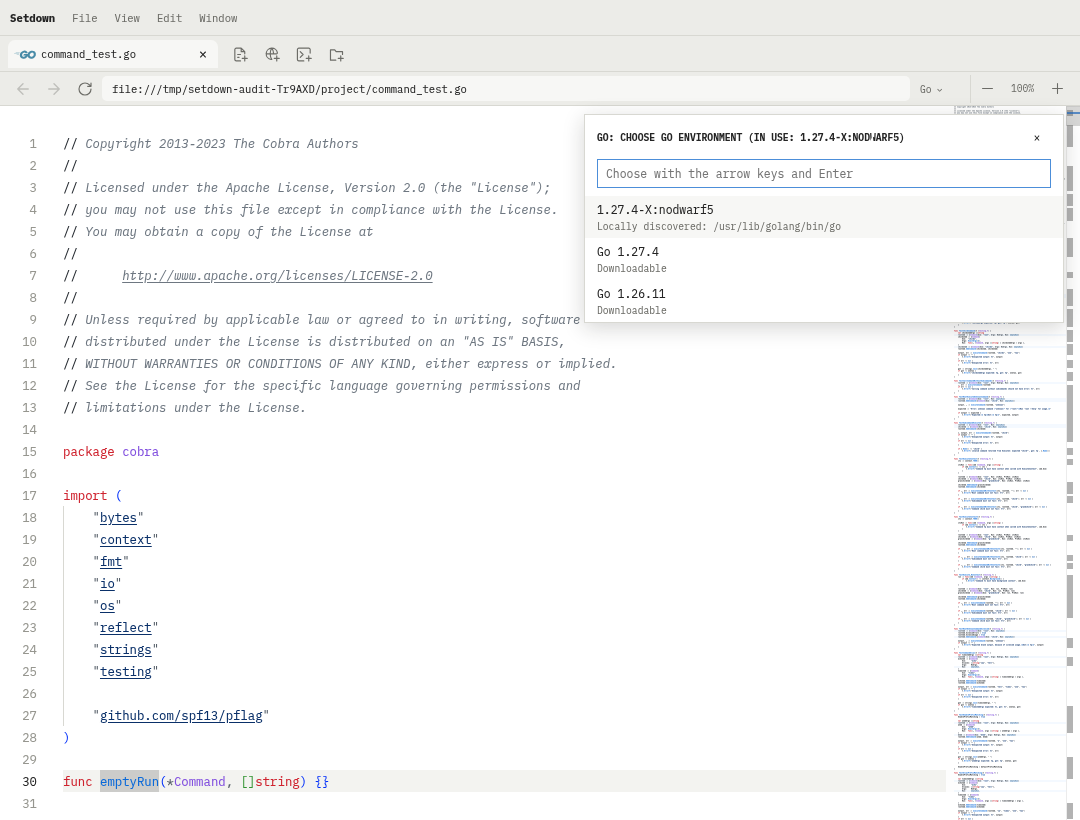 Setdown File View Edit Window
GO command_test.go ×
file:///tmp/setdown-audit-Tr9AXD/project/command_test.go Go 100%
GO: CHOOSE GO ENVIRONMENT (IN USE: 1.27.4-X:NODWARF5) ×
Choose with the arrow keys and Enter
1.27.4-X:nodwarf5
Locally discovered: /usr/lib/golang/bin/go
Go 1.27.4
Downloadable
Go 1.26.11
Downloadable
1 // Copyright 2013-2023 The Cobra Authors
2 //
3 // Licensed under the Apache License, Version 2.0 (the "License");
4 // you may not use this file except in compliance with the License.
5 // You may obtain a copy of the License at
6 //
7 //      http://www.apache.org/licenses/LICENSE-2.0
8 //
9 // Unless required by applicable law or agreed to in writing, software
10 // distributed under the License is distributed on an "AS IS" BASIS,
11 // WITHOUT WARRANTIES OR CONDITIONS OF ANY KIND, either express or implied.
12 // See the License for the specific language governing permissions and
13 // limitations under the License.
14
15 package cobra
16
17 import (
18     "bytes"
19     "context"
20     "fmt"
21     "io"
22     "os"
23     "reflect"
24     "strings"
25     "testing"
26
27     "github.com/spf13/pflag"
28 )
29
30 func emptyRun(*Command, []string) {}
31